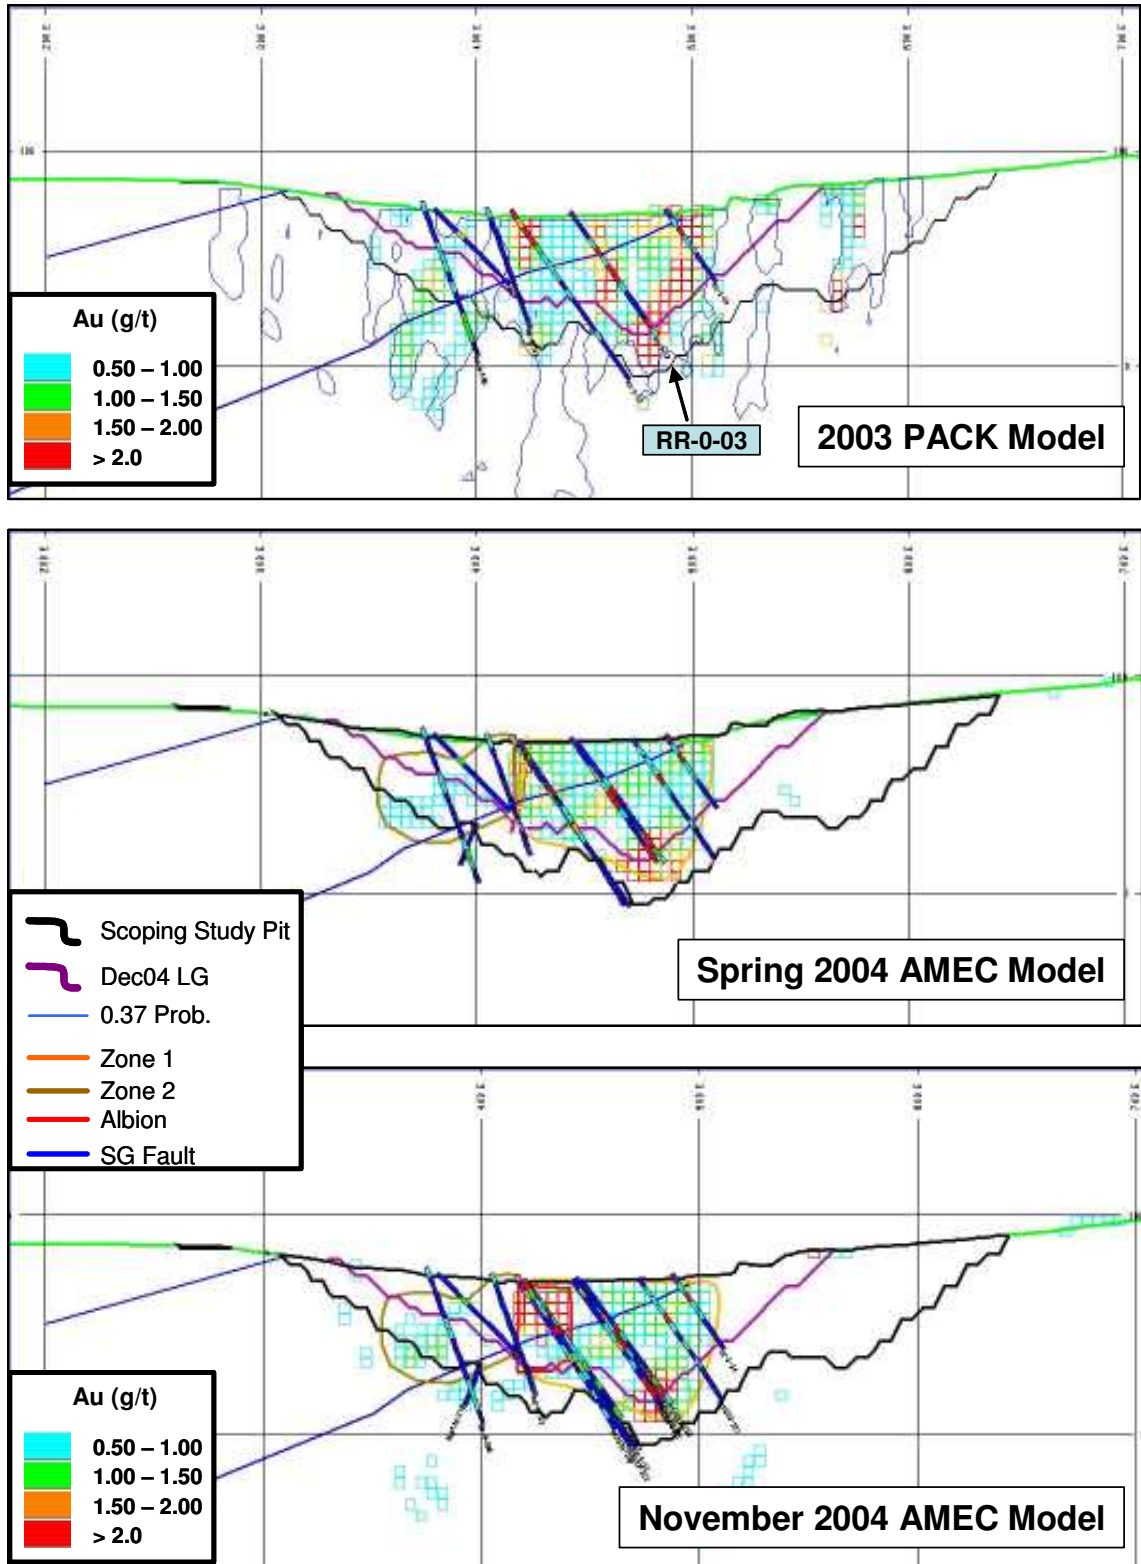 Au (g/t)
0.50 – 1.00
1.00 – 1.50
1.50 – 2.00
> 2.0
RR-0-03
2003 PACK Model
Scoping Study Pit
Dec04 LG
0.37 Prob.
Zone 1
Zone 2
Albion
SG Fault
Spring 2004 AMEC Model
Au (g/t)
0.50 – 1.00
1.00 – 1.50
1.50 – 2.00
> 2.0
November 2004 AMEC Model